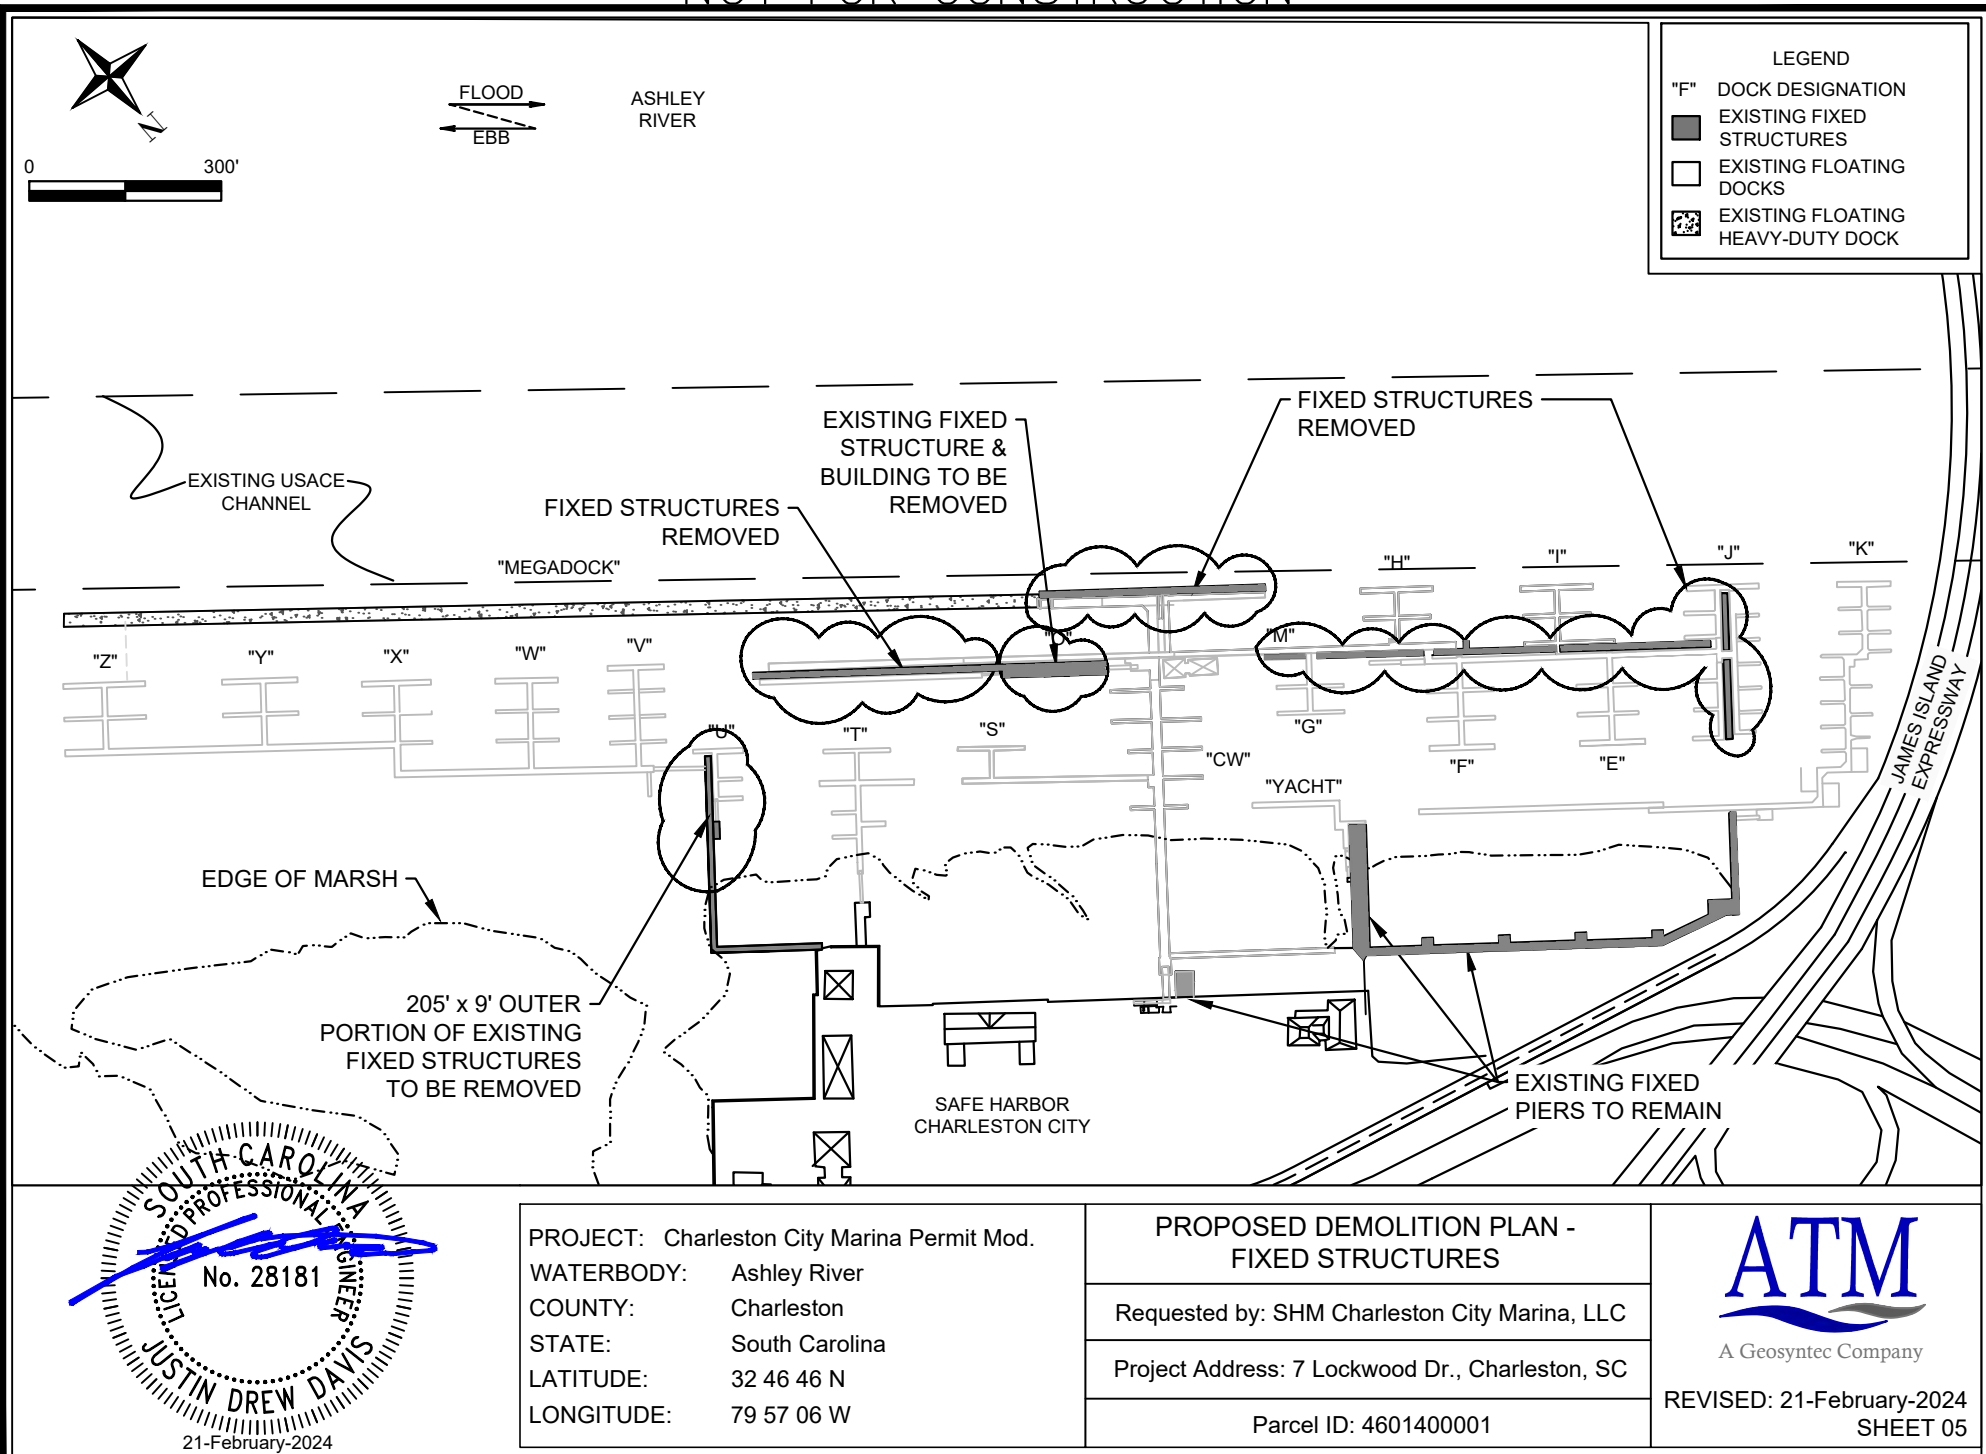 NOT FOR CONSTRUCTION
N
0 300'
FLOOD
EBB
ASHLEY
RIVER
LEGEND
"F" DOCK DESIGNATION
EXISTING FIXED
STRUCTURES
EXISTING FLOATING
DOCKS
EXISTING FLOATING
HEAVY-DUTY DOCK
EXISTING USACE
CHANNEL
EXISTING FIXED
STRUCTURE &
BUILDING TO BE
REMOVED
FIXED STRUCTURES
REMOVED
FIXED STRUCTURES
REMOVED
"MEGADOCK"
"H"
"I"
"J"
"K"
"Z"
"Y"
"X"
"W"
"V"
"M"
"U"
"T"
"S"
"CW"
"G"
"F"
"E"
"YACHT"
JAMES ISLAND
EXPRESSWAY
EDGE OF MARSH
205' x 9' OUTER
PORTION OF EXISTING
FIXED STRUCTURES
TO BE REMOVED
SAFE HARBOR
CHARLESTON CITY
EXISTING FIXED
PIERS TO REMAIN
SOUTH CAROLINA
LICENSED PROFESSIONAL ENGINEER
No. 28181
JUSTIN DREW DAVIS
21-February-2024
PROJECT: Charleston City Marina Permit Mod.
WATERBODY: Ashley River
COUNTY: Charleston
STATE: South Carolina
LATITUDE: 32 46 46 N
LONGITUDE: 79 57 06 W
PROPOSED DEMOLITION PLAN -
FIXED STRUCTURES
Requested by: SHM Charleston City Marina, LLC
Project Address: 7 Lockwood Dr., Charleston, SC
Parcel ID: 4601400001
ATM
A Geosyntec Company
REVISED: 21-February-2024
SHEET 05